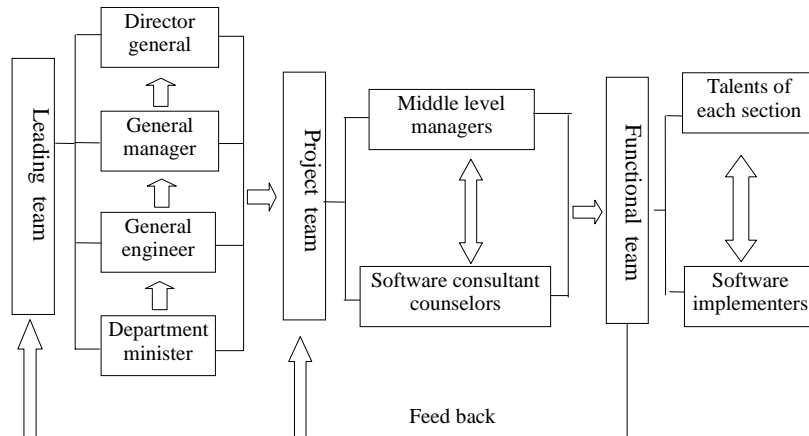 Leading team
Director
general
General
manager
General
engineer
Department
minister
Project team
Middle level
managers
Software consultant
counselors
Functional team
Talents of
each section
Software
implementers
Feed back